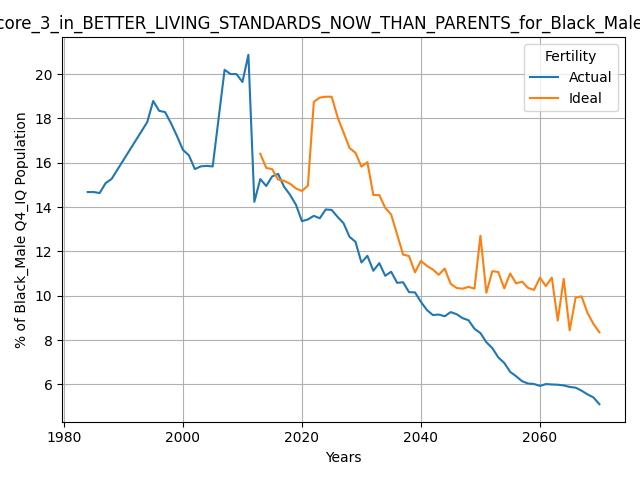 core_3_in_BETTER_LIVING_STANDARDS_NOW_THAN_PARENTS_for_Black_Male
Fertility
Actual
Ideal
% of Black_Male Q4_IQ Population
20
18
16
14
12
10
8
6
1980
2000
2020
2040
2060
Years